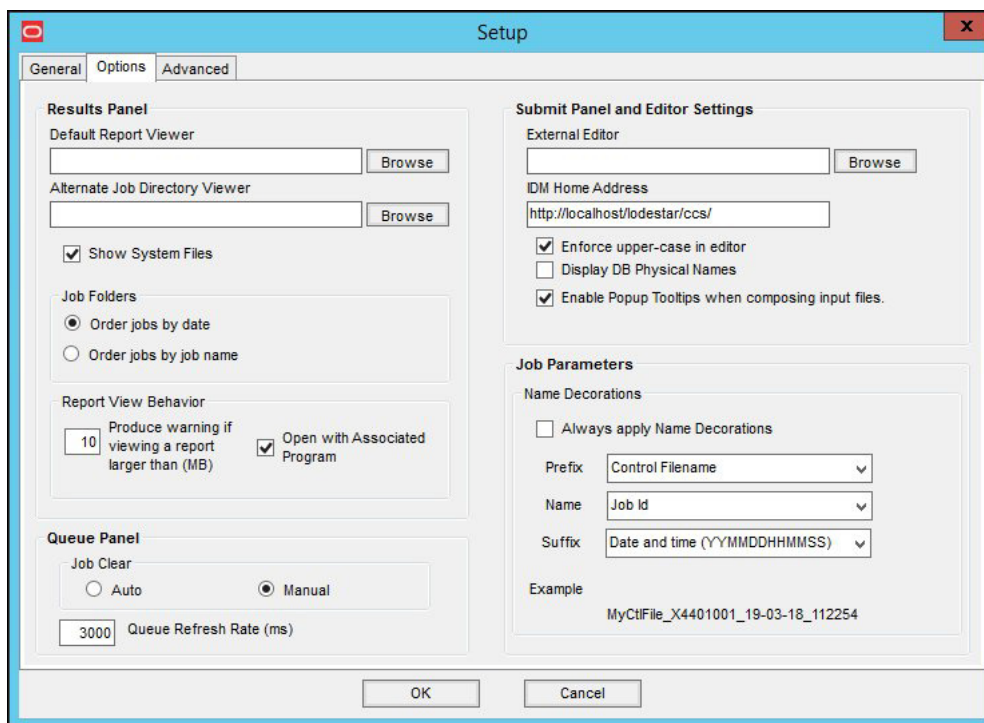 Setup
x
General
Options
Advanced
Results Panel
Default Report Viewer
Browse
Alternate Job Directory Viewer
Browse
Show System Files
Job Folders
Order jobs by date
Order jobs by job name
Report View Behavior
10
Produce warning if
viewing a report
larger than (MB)
Open with Associated
Program
Queue Panel
Job Clear
Auto
Manual
3000
Queue Refresh Rate (ms)
Submit Panel and Editor Settings
External Editor
Browse
IDM Home Address
http://localhost/lodestar/ccs/
Enforce upper-case in editor
Display DB Physical Names
Enable Popup Tooltips when composing input files.
Job Parameters
Name Decorations
Always apply Name Decorations
Prefix
Control Filename
Name
Job Id
Suffix
Date and time (YYMMDDHHMMSS)
Example
MyCtlFile_X4401001_19-03-18_112254
OK
Cancel